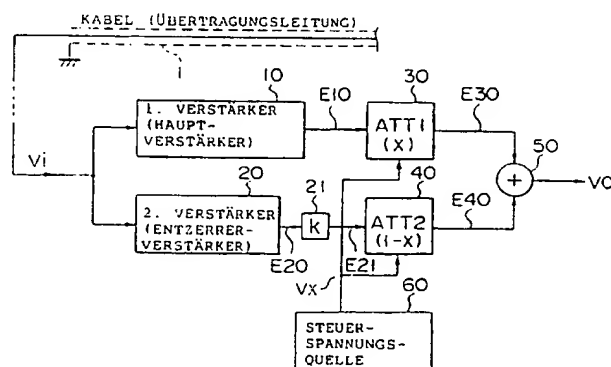 KABEL (ÜBERTRAGUNGSLEITUNG)
i
10
1. VERSTÄRKER
(HAUPT-
VERSTÄRKER)
E10
30
ATT1
(X)
E30
50
+
VO
Vi
20
2. VERSTÄRKER
(ENTZERRER-
VERSTÄRKER)
E20
21
k
E21
40
ATT2
(1-X)
E40
VX
60
STEUER-
SPANNUNGS-
QUELLE